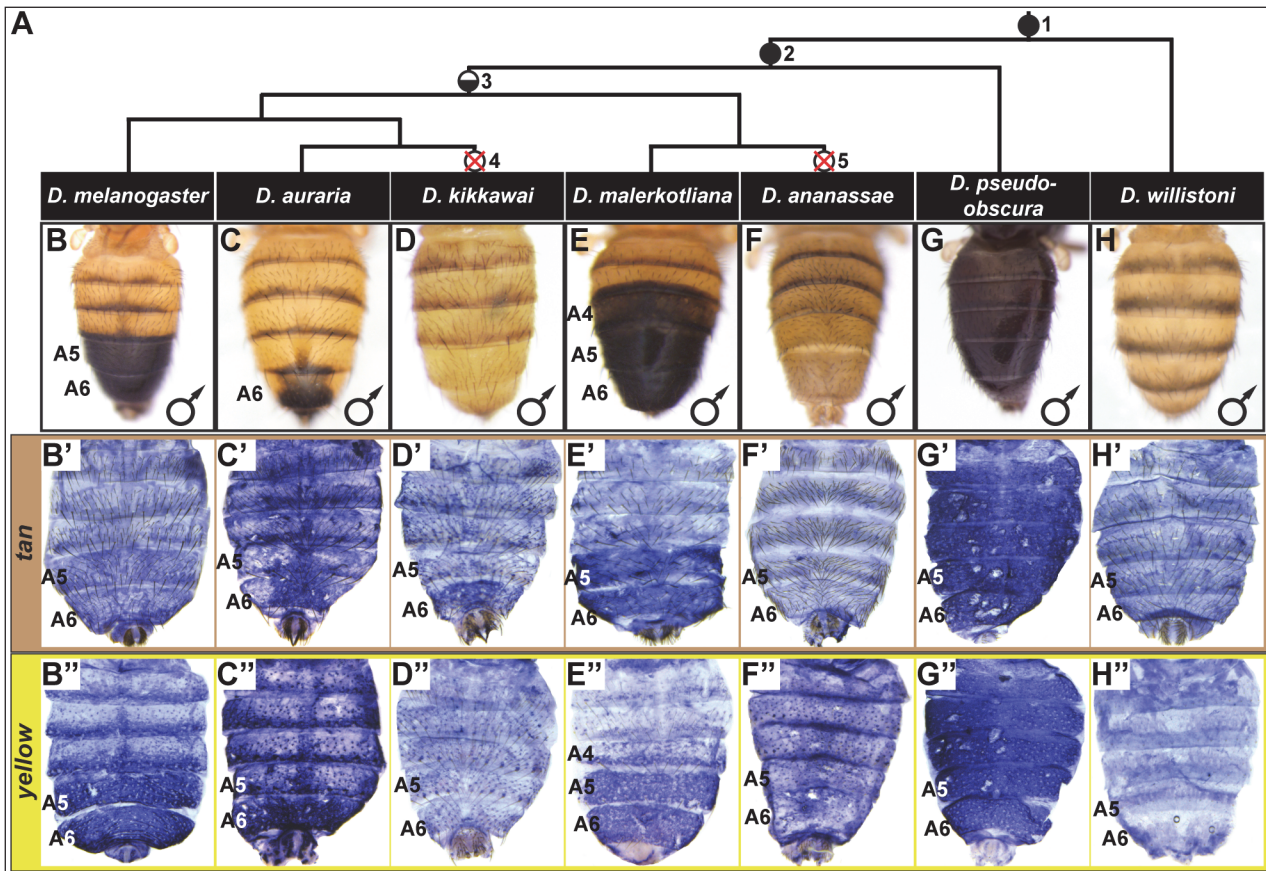 A
1
2
3
4
5
D. melanogaster
D. auraria
D. kikkawai
D. malerkotliana
D. ananassae
D. pseudo-
obscura
D. willistoni
B
A5
A6
C
A6
D
E
A4
A5
A6
F
G
H
tan
B'
A5
A6
C'
A5
A6
D'
A5
A6
E'
A5
A6
F'
A5
A6
G'
A5
A6
H'
A5
A6
yellow
B”
A5
A6
C”
A5
A6
D”
A5
A6
E”
A4
A5
A6
F”
A5
A6
G”
A5
A6
H”
A5
A6